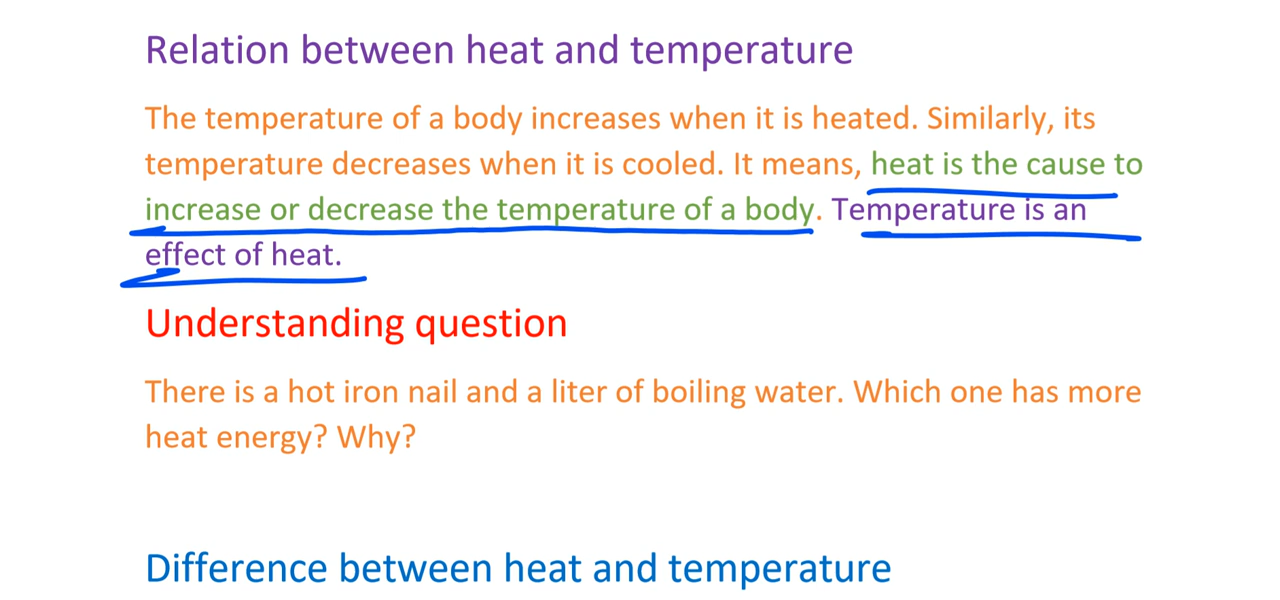 Relation between heat and temperature
The temperature of a body increases when it is heated. Similarly, its
temperature decreases when it is cooled. It means, heat is the cause to
increase or decrease the temperature of a body. Temperature is an
effect of heat.
Understanding question
There is a hot iron nail and a liter of boiling water. Which one has more
heat energy? Why?
Difference between heat and temperature